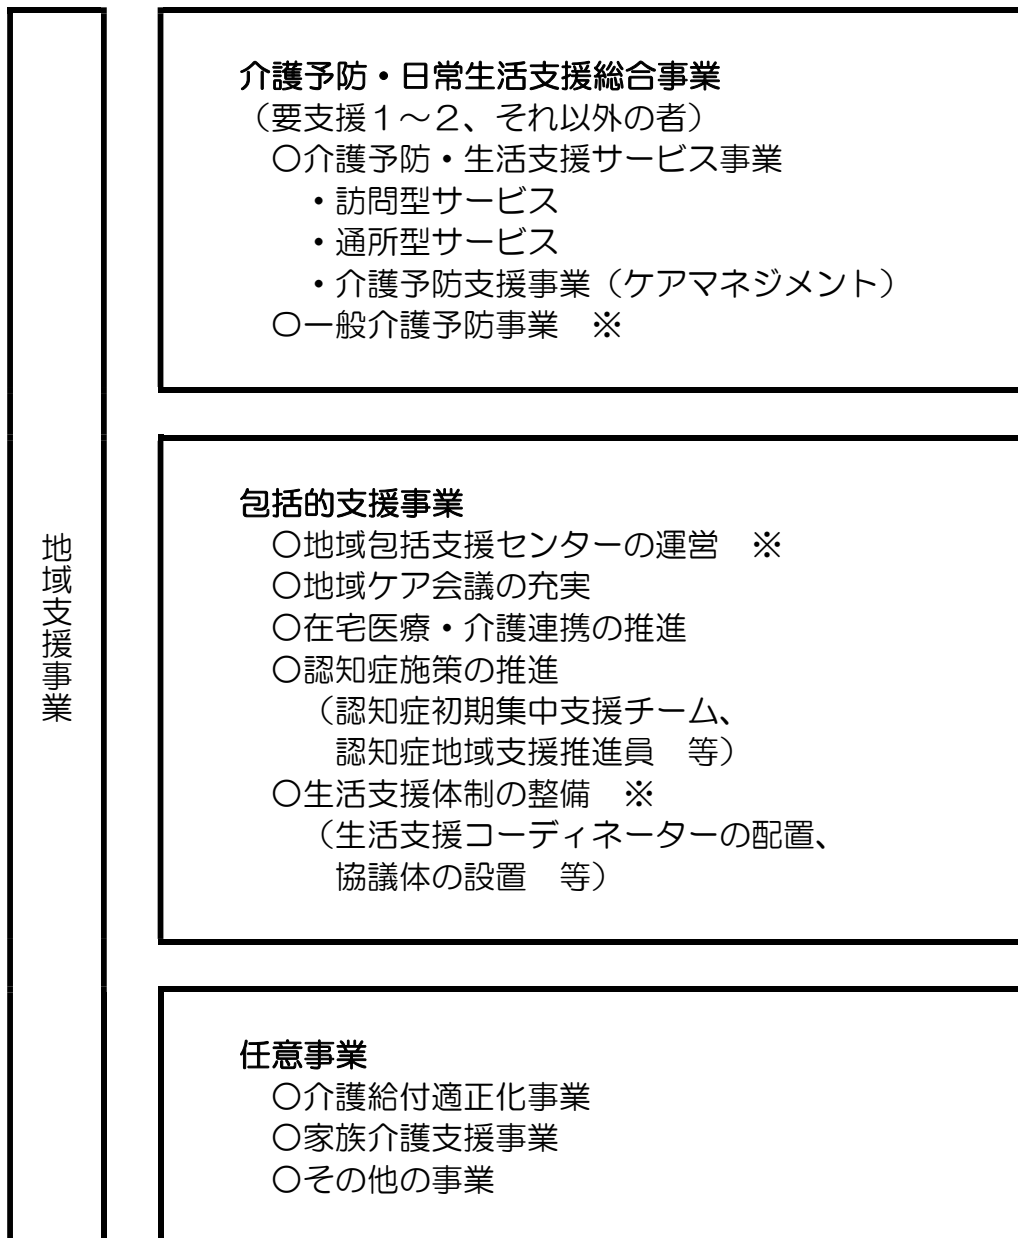 地域支援事業
介護予防・日常生活支援総合事業
（要支援１～２、それ以外の者）
〇介護予防・生活支援サービス事業
・訪問型サービス
・通所型サービス
・介護予防支援事業（ケアマネジメント）
〇一般介護予防事業　※
包括的支援事業
〇地域包括支援センターの運営　※
〇地域ケア会議の充実
〇在宅医療・介護連携の推進
〇認知症施策の推進
（認知症初期集中支援チーム、
認知症地域支援推進員　等）
〇生活支援体制の整備　※
（生活支援コーディネーターの配置、
協議体の設置　等）
任意事業
〇介護給付適正化事業
〇家族介護支援事業
〇その他の事業